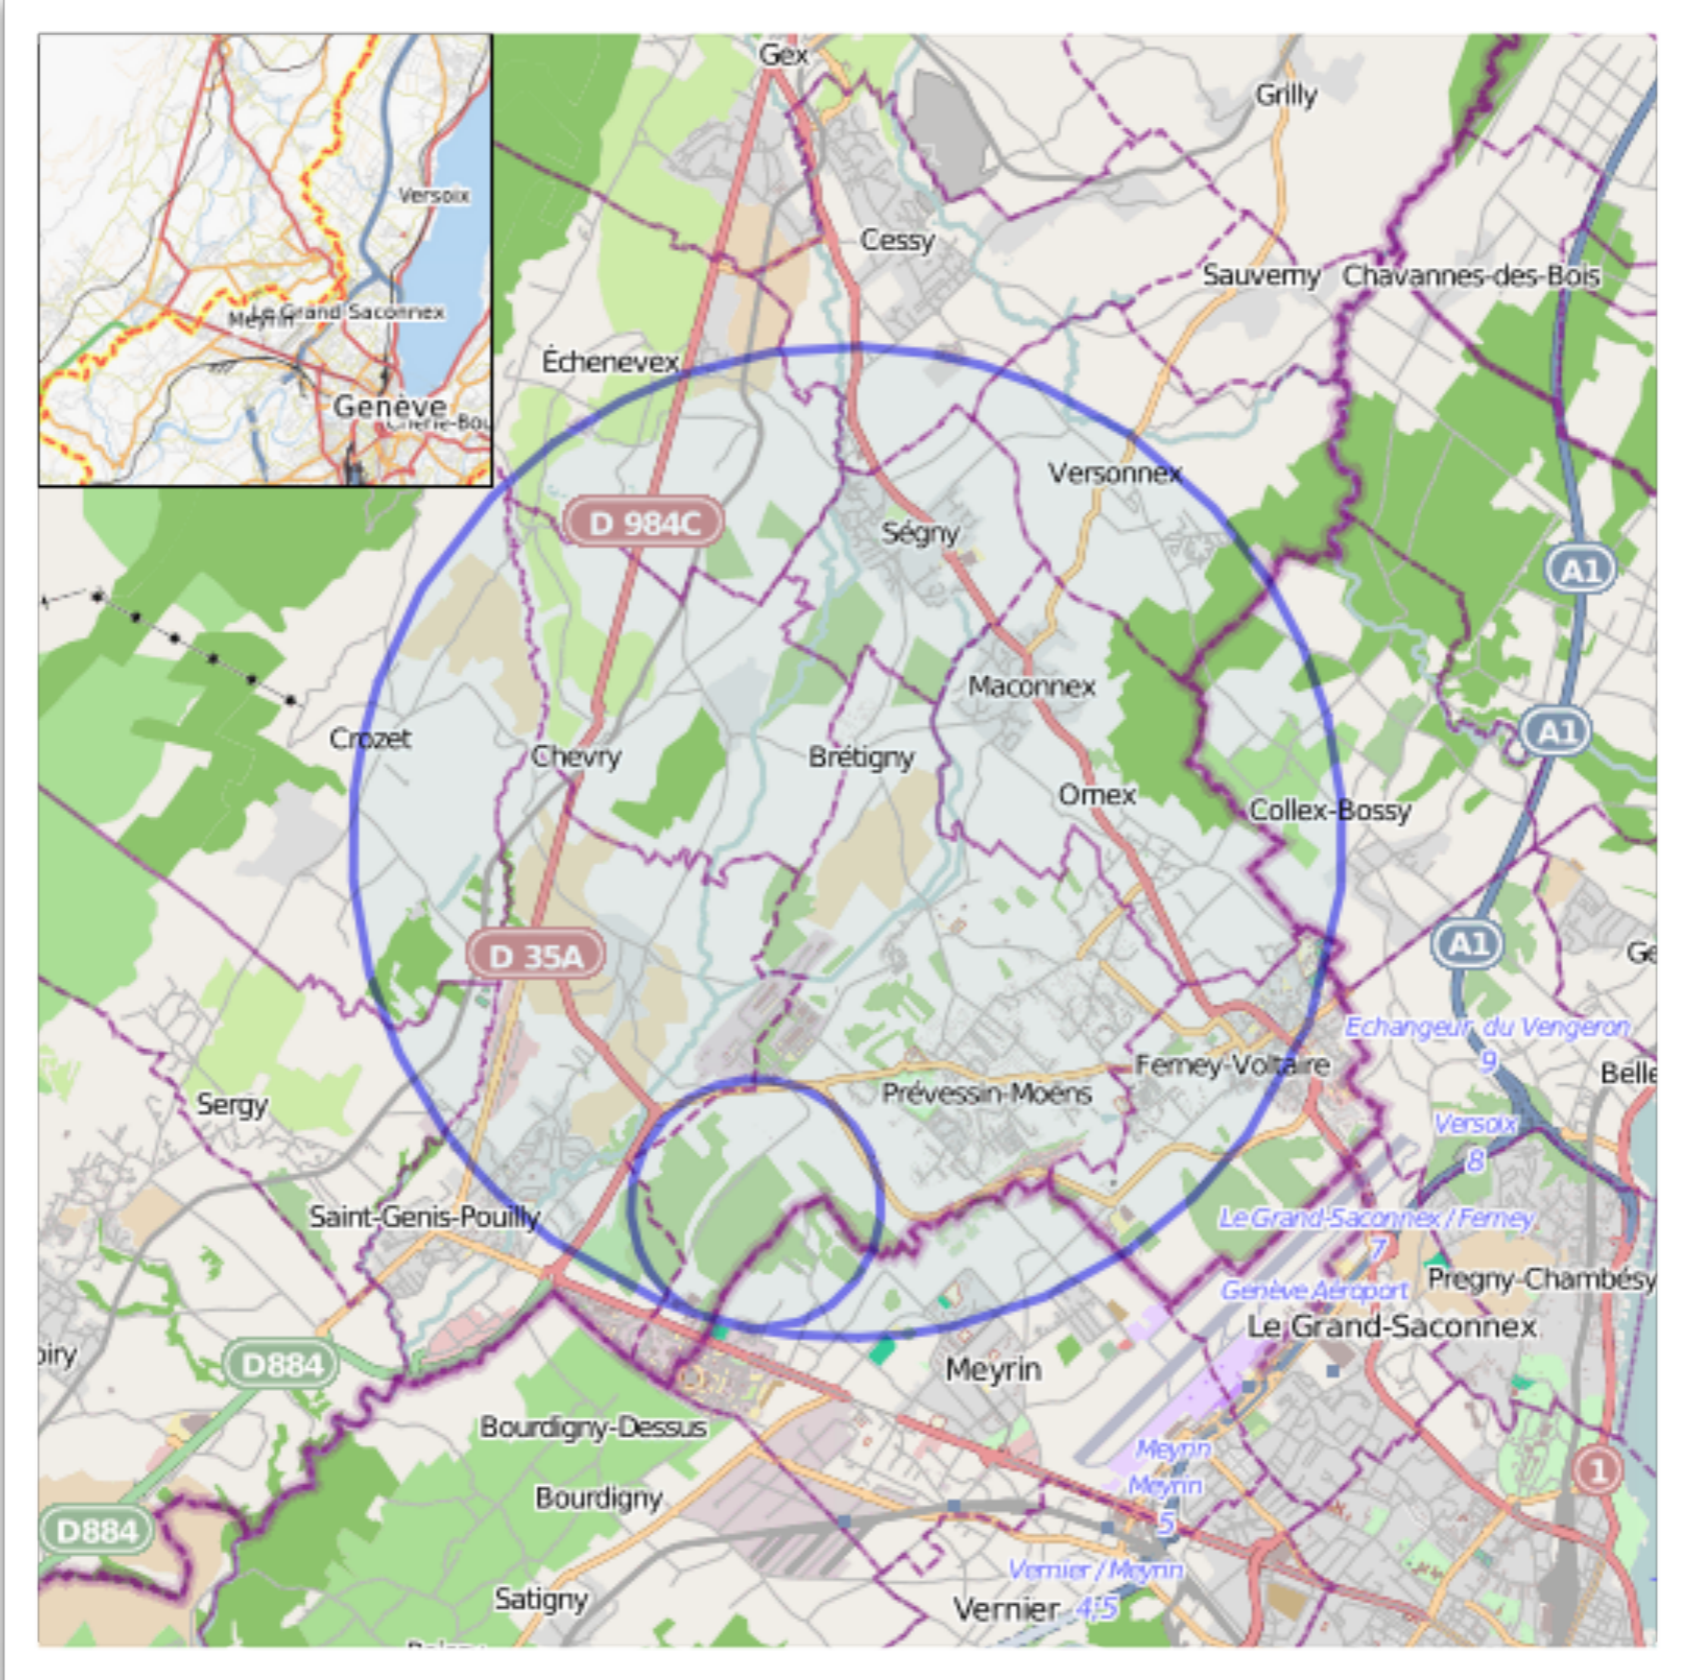 Gex
Grilly
Versoix
Cessy
Sauverny
Chavannes-des-Bois
Le Grand Saconnex
Meyrin
Échenevex
Genève
Versonnex
D 984C
Ségny
A1
Maconnex
Crozet
Chevry
Brétigny
A1
Ornex
Collex-Bossy
D 35A
A1
Ge
Echangeur du Vengeron
9
Ferney-Voltaire
Belle
Prévessin-Moëns
Sergy
Versoix
8
Saint-Genis-Pouilly
Le Grand-Saconnex / Ferney
7
Pregny-Chambésy
Genève Aéroport
Le Grand-Saconnex
oiry
D884
Meyrin
Bourdigny-Dessus
Meyrin
Meyrin
5
1
Bourdigny
D884
Vernier / Meyrin
4;5
Satigny
Vernier